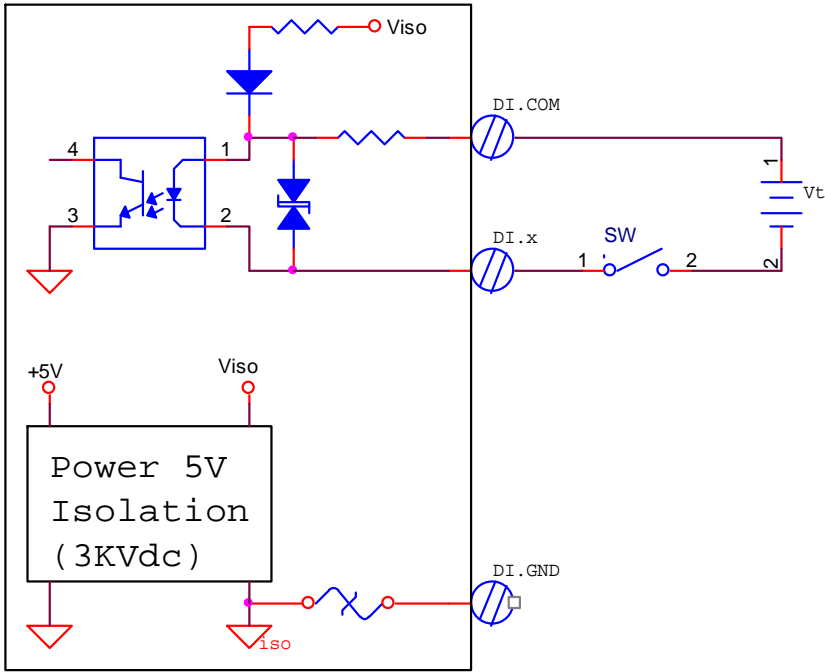 Viso
DI.COM
4
1
1
Vt
3
2
DI.x
SW
1
2
2
+5V
Viso
Power 5V
Isolation
(3KVdc)
DI.GND
iso